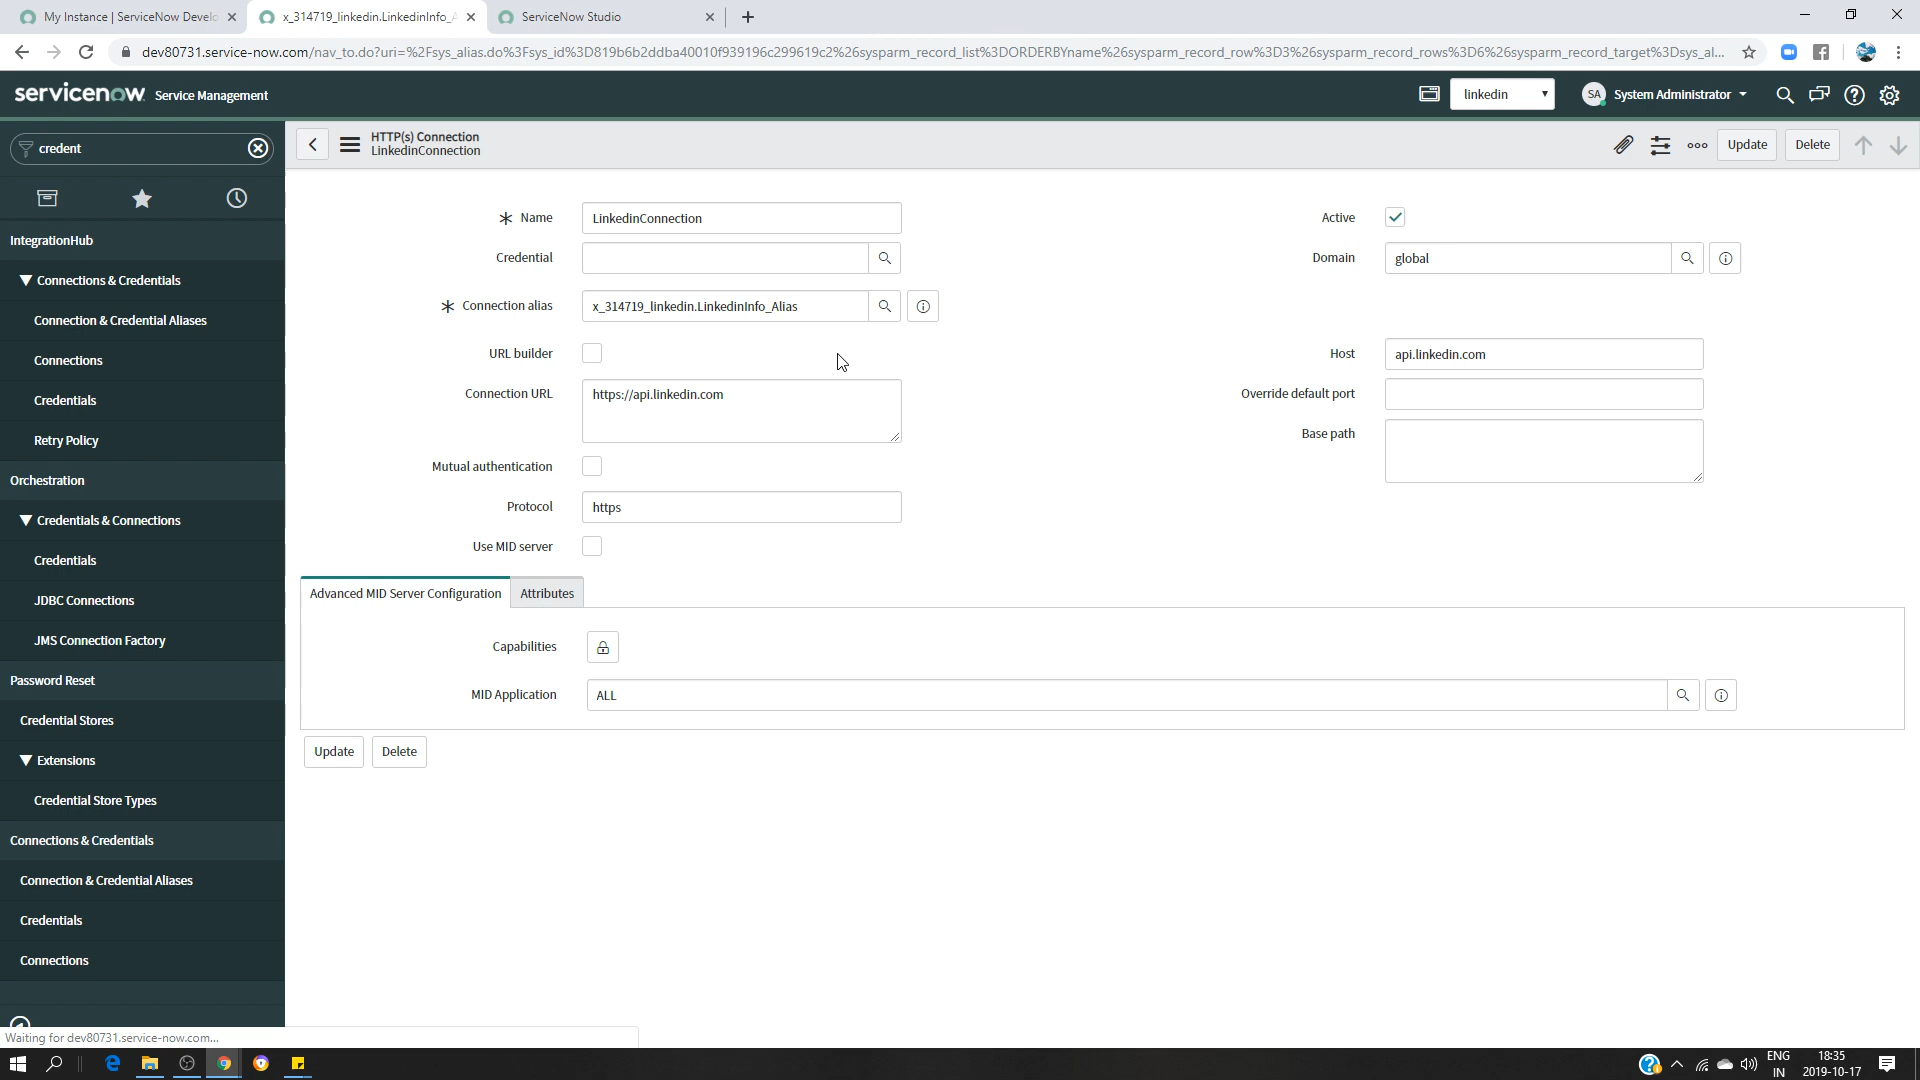 My Instance | ServiceNow Develo
x_314719_linkedin.LinkedinInfo_A
ServiceNow Studio
dev80731.service-now.com/nav_to.do?uri=%2Fsys_alias.do%3Fsys_id%3D819b6b2ddba40010f939196c299619c2%26sysparm_record_list%3DORDERBYname%26sysparm_record_row%3D3%26sysparm_record_rows%3D6%26sysparm_record_target%3Dsys_al...
servicenow Service Management
linkedin
SA System Administrator
credent
HTTP(s) Connection
LinkedinConnection
Update
Delete
IntegrationHub
Connections & Credentials
Connection & Credential Aliases
Connections
Credentials
Retry Policy
Orchestration
Credentials & Connections
Credentials
JDBC Connections
JMS Connection Factory
Password Reset
Credential Stores
Extensions
Credential Store Types
Connections & Credentials
Connection & Credential Aliases
Credentials
Connections
Name LinkedinConnection
Credential
Connection alias x_314719_linkedin.LinkedinInfo_Alias
URL builder
Connection URL https://api.linkedin.com
Mutual authentication
Protocol https
Use MID server
Active
Domain global
Host api.linkedin.com
Override default port
Base path
Advanced MID Server Configuration
Attributes
Capabilities
MID Application ALL
Update
Delete
Waiting for dev80731.service-now.com...
ENG
IN
18:35
2019-10-17